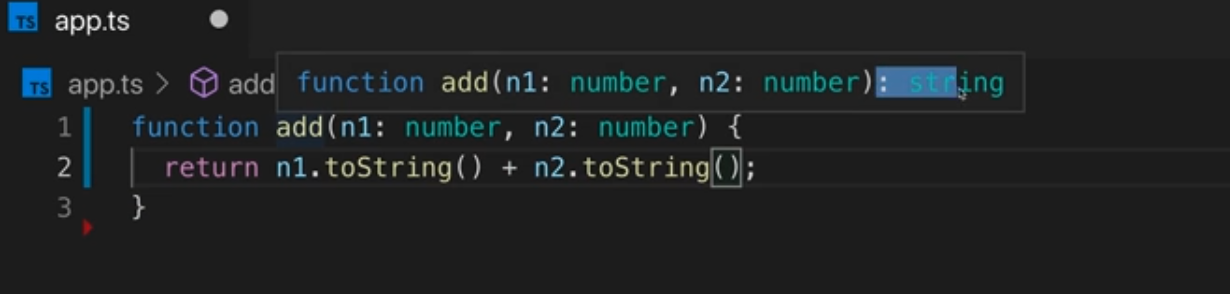 TS app.ts
TS app.ts > add
function add(n1: number, n2: number): string
1 function add(n1: number, n2: number) {
2 return n1.toString() + n2.toString();
3 }